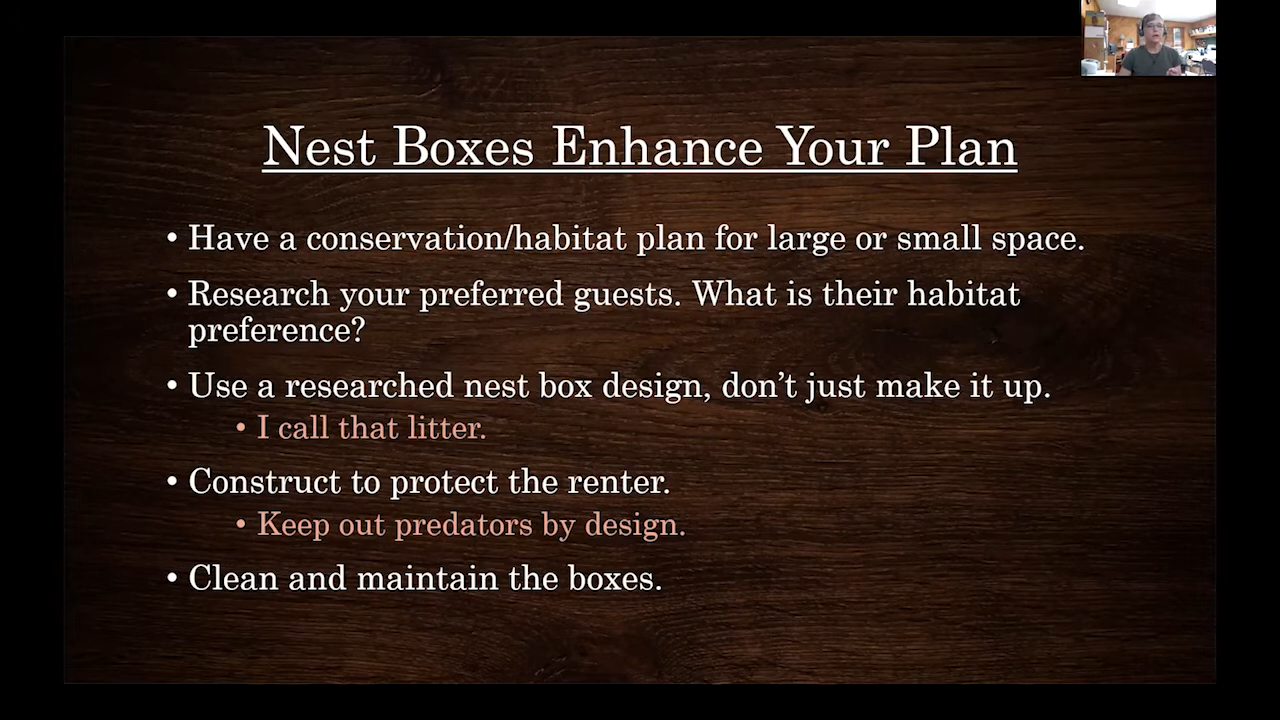 Nest Boxes Enhance Your Plan
• Have a conservation/habitat plan for large or small space.
• Research your preferred guests. What is their habitat
preference?
• Use a researched nest box design, don’t just make it up.
• I call that litter.
• Construct to protect the renter.
• Keep out predators by design.
• Clean and maintain the boxes.